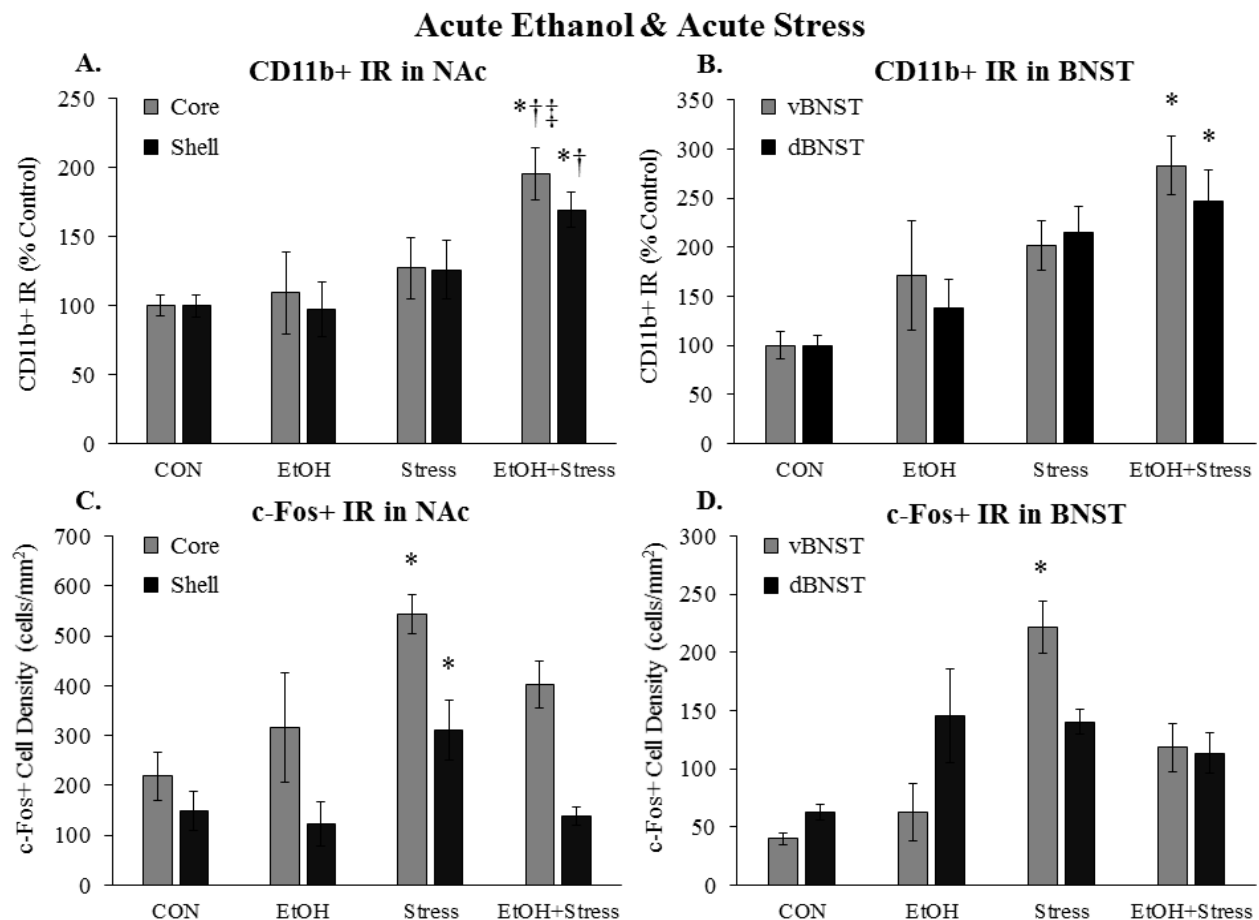 Acute Ethanol & Acute Stress
A.
CD11b+ IR in NAc
CD11b+ IR (% Control)
250
200
150
100
50
0
Core
Shell
*†‡
*†
CON
EtOH
Stress
EtOH+Stress
B.
CD11b+ IR in BNST
CD11b+ IR (% Control)
350
300
250
200
150
100
50
0
vBNST
dBNST
*
*
CON
EtOH
Stress
EtOH+Stress
C.
c-Fos+ IR in NAc
c-Fos+ Cell Density (cells/mm²)
700
600
500
400
300
200
100
0
Core
Shell
*
*
CON
EtOH
Stress
EtOH+Stress
D.
c-Fos+ IR in BNST
c-Fos+ Cell Density (cells/mm²)
300
250
200
150
100
50
0
vBNST
dBNST
*
CON
EtOH
Stress
EtOH+Stress